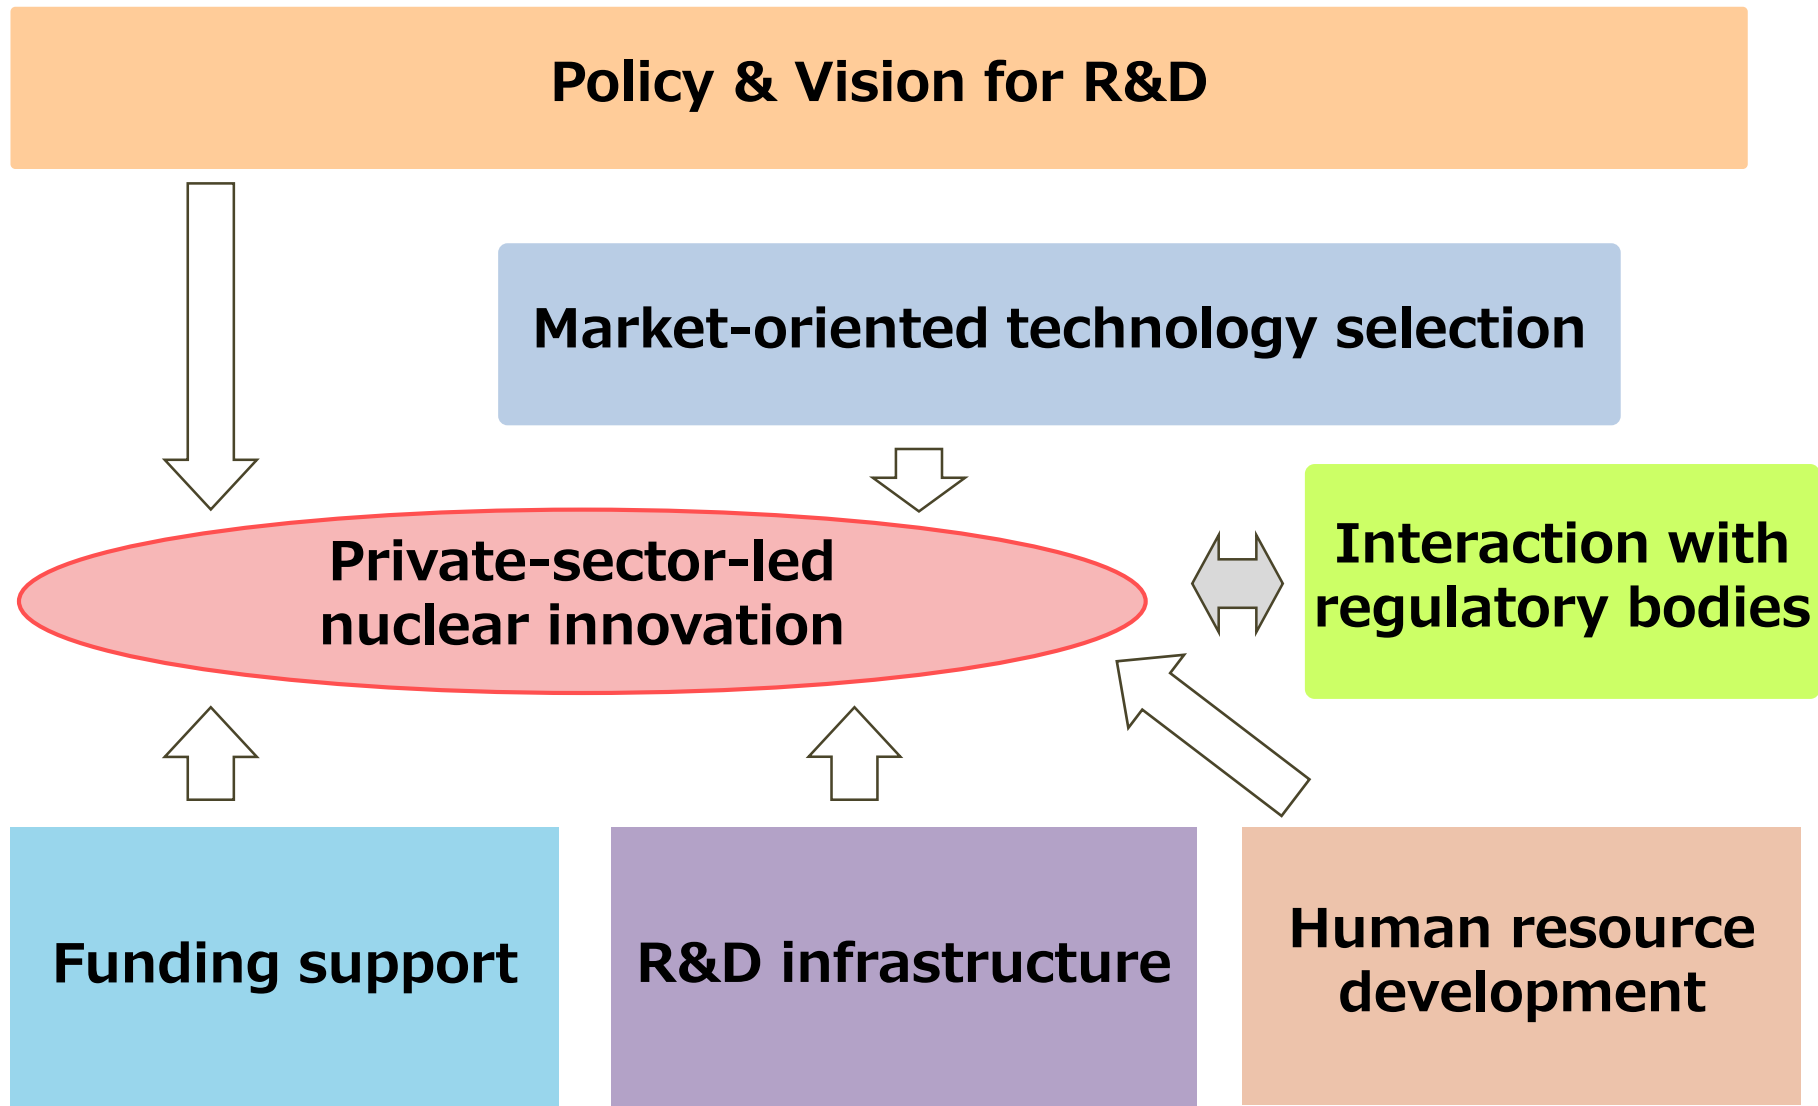 Policy & Vision for R&D
Market-oriented technology selection
Private-sector-led
nuclear innovation
Interaction with
regulatory bodies
Funding support
R&D infrastructure
Human resource
development